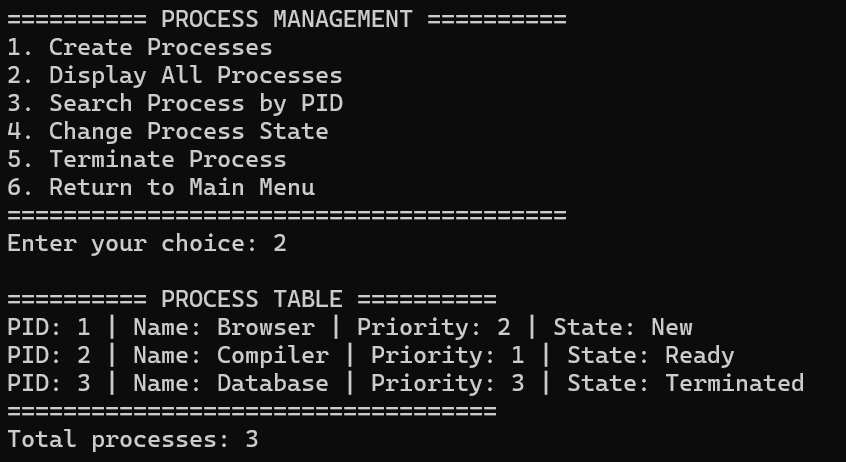 ========== PROCESS MANAGEMENT ==========
1. Create Processes
2. Display All Processes
3. Search Process by PID
4. Change Process State
5. Terminate Process
6. Return to Main Menu
========================================
Enter your choice: 2

========== PROCESS TABLE ==========
PID: 1 | Name: Browser | Priority: 2 | State: New
PID: 2 | Name: Compiler | Priority: 1 | State: Ready
PID: 3 | Name: Database | Priority: 3 | State: Terminated
===================================
Total processes: 3